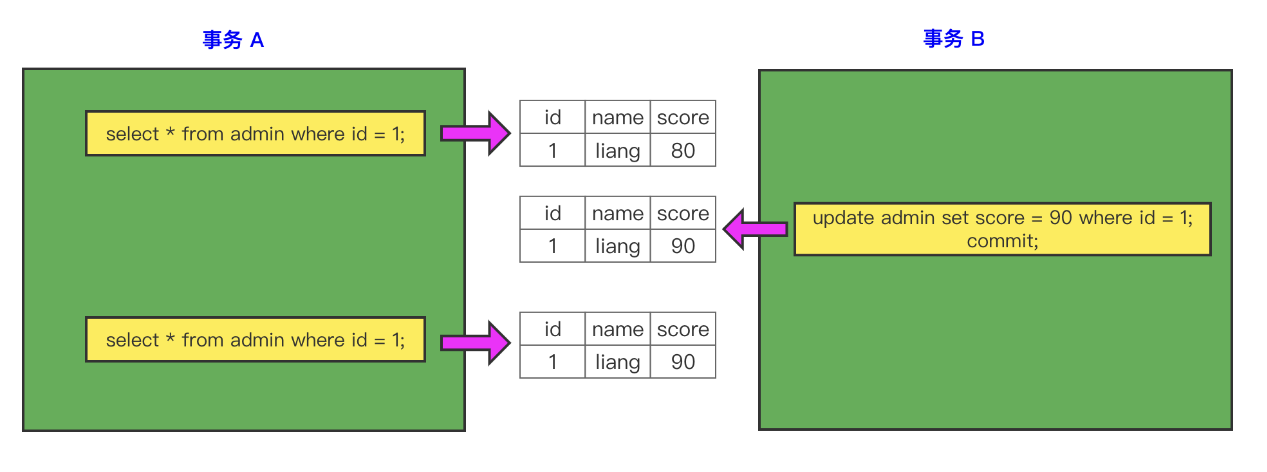 事务 A
事务 B
select * from admin where id = 1;
id name score
1 liang 80
id name score
1 liang 90
update admin set score = 90 where id = 1;
commit;
select * from admin where id = 1;
id name score
1 liang 90